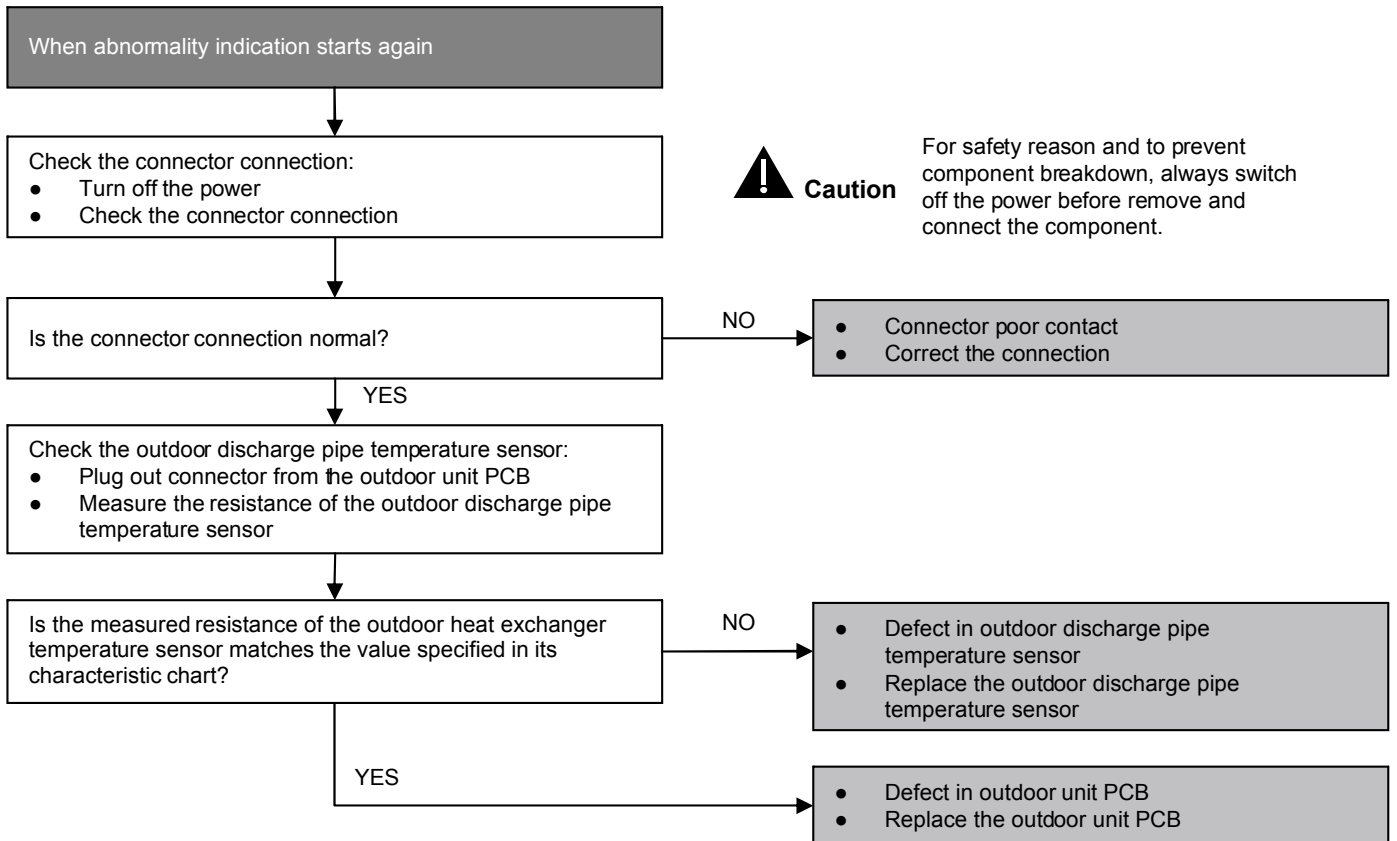 When abnormality indication starts again
Check the connector connection:
● Turn off the power
● Check the connector connection
Caution
For safety reason and to prevent
component breakdown, always switch
off the power before remove and
connect the component.
Is the connector connection normal?
NO
● Connector poor contact
● Correct the connection
YES
Check the outdoor discharge pipe temperature sensor:
● Plug out connector from the outdoor unit PCB
● Measure the resistance of the outdoor discharge pipe
temperature sensor
Is the measured resistance of the outdoor heat exchanger
temperature sensor matches the value specified in its
characteristic chart?
NO
● Defect in outdoor discharge pipe
temperature sensor
● Replace the outdoor discharge pipe
temperature sensor
YES
● Defect in outdoor unit PCB
● Replace the outdoor unit PCB